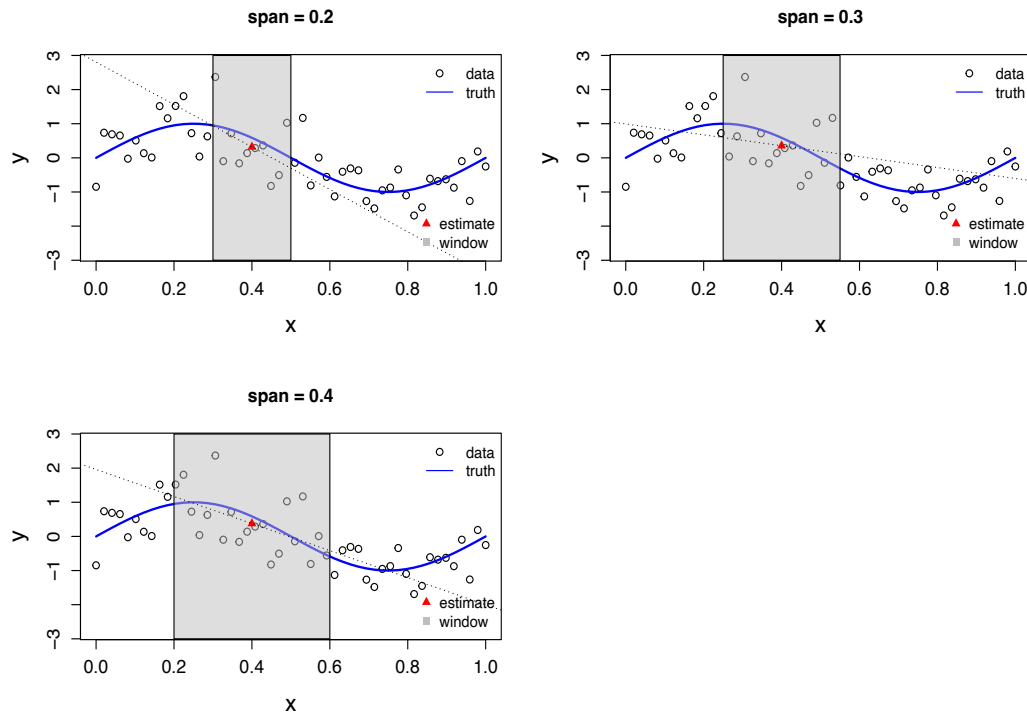 span = 0.2
y
3
2
1
0
−1
−3
data
truth
estimate
window
0.0 0.2 0.4 0.6 0.8 1.0
x
span = 0.3
y
3
2
1
0
−1
−3
data
truth
estimate
window
0.0 0.2 0.4 0.6 0.8 1.0
x
span = 0.4
y
3
2
1
0
−1
−3
data
truth
estimate
window
0.0 0.2 0.4 0.6 0.8 1.0
x